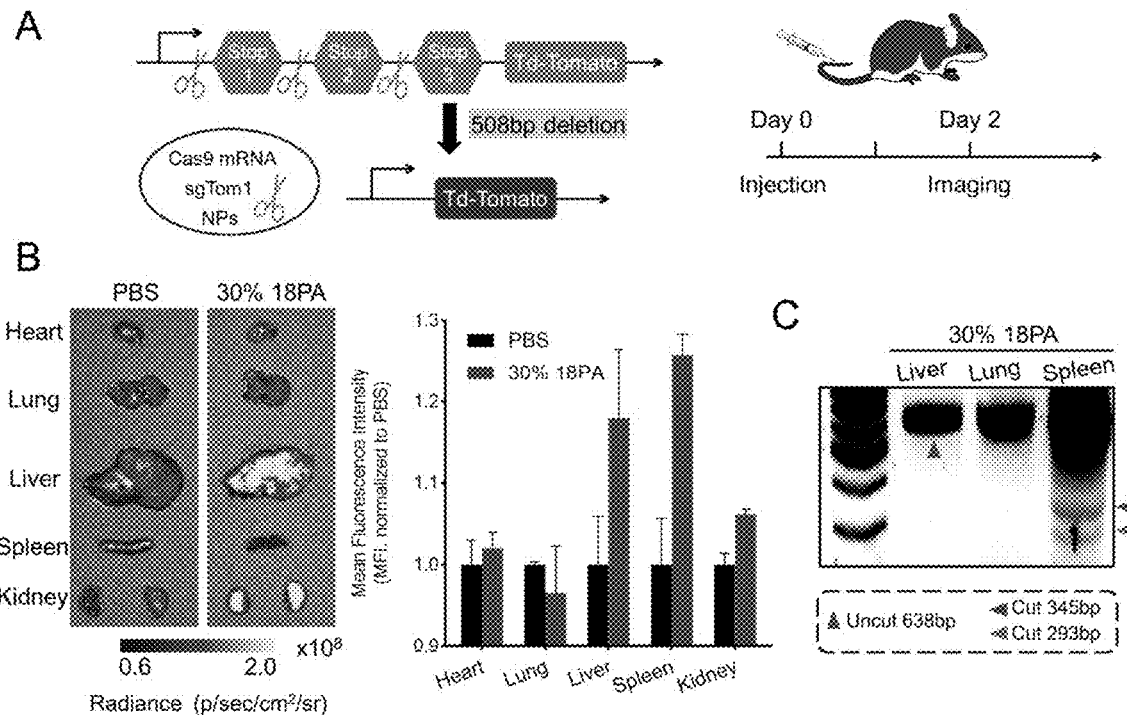 A
Stop 1
Stop 2
Stop 3
Td-Tomato
508bp deletion
Cas9 mRNA
sgTom1
NPs
Td-Tomato
Day 0
Day 2
Injection
Imaging
B
PBS
30% 18PA
Heart
Lung
Liver
Spleen
Kidney
0.6
2.0
x10⁸
Radiance (p/sec/cm²/sr)
Mean Fluorescence Intensity
(MFI, normalized to PBS)
1.3
1.2
1.1
1.0
0.9
PBS
30% 18PA
Heart
Lung
Liver
Spleen
Kidney
C
30% 18PA
Liver
Lung
Spleen
Uncut 638bp
Cut 345bp
Cut 293bp